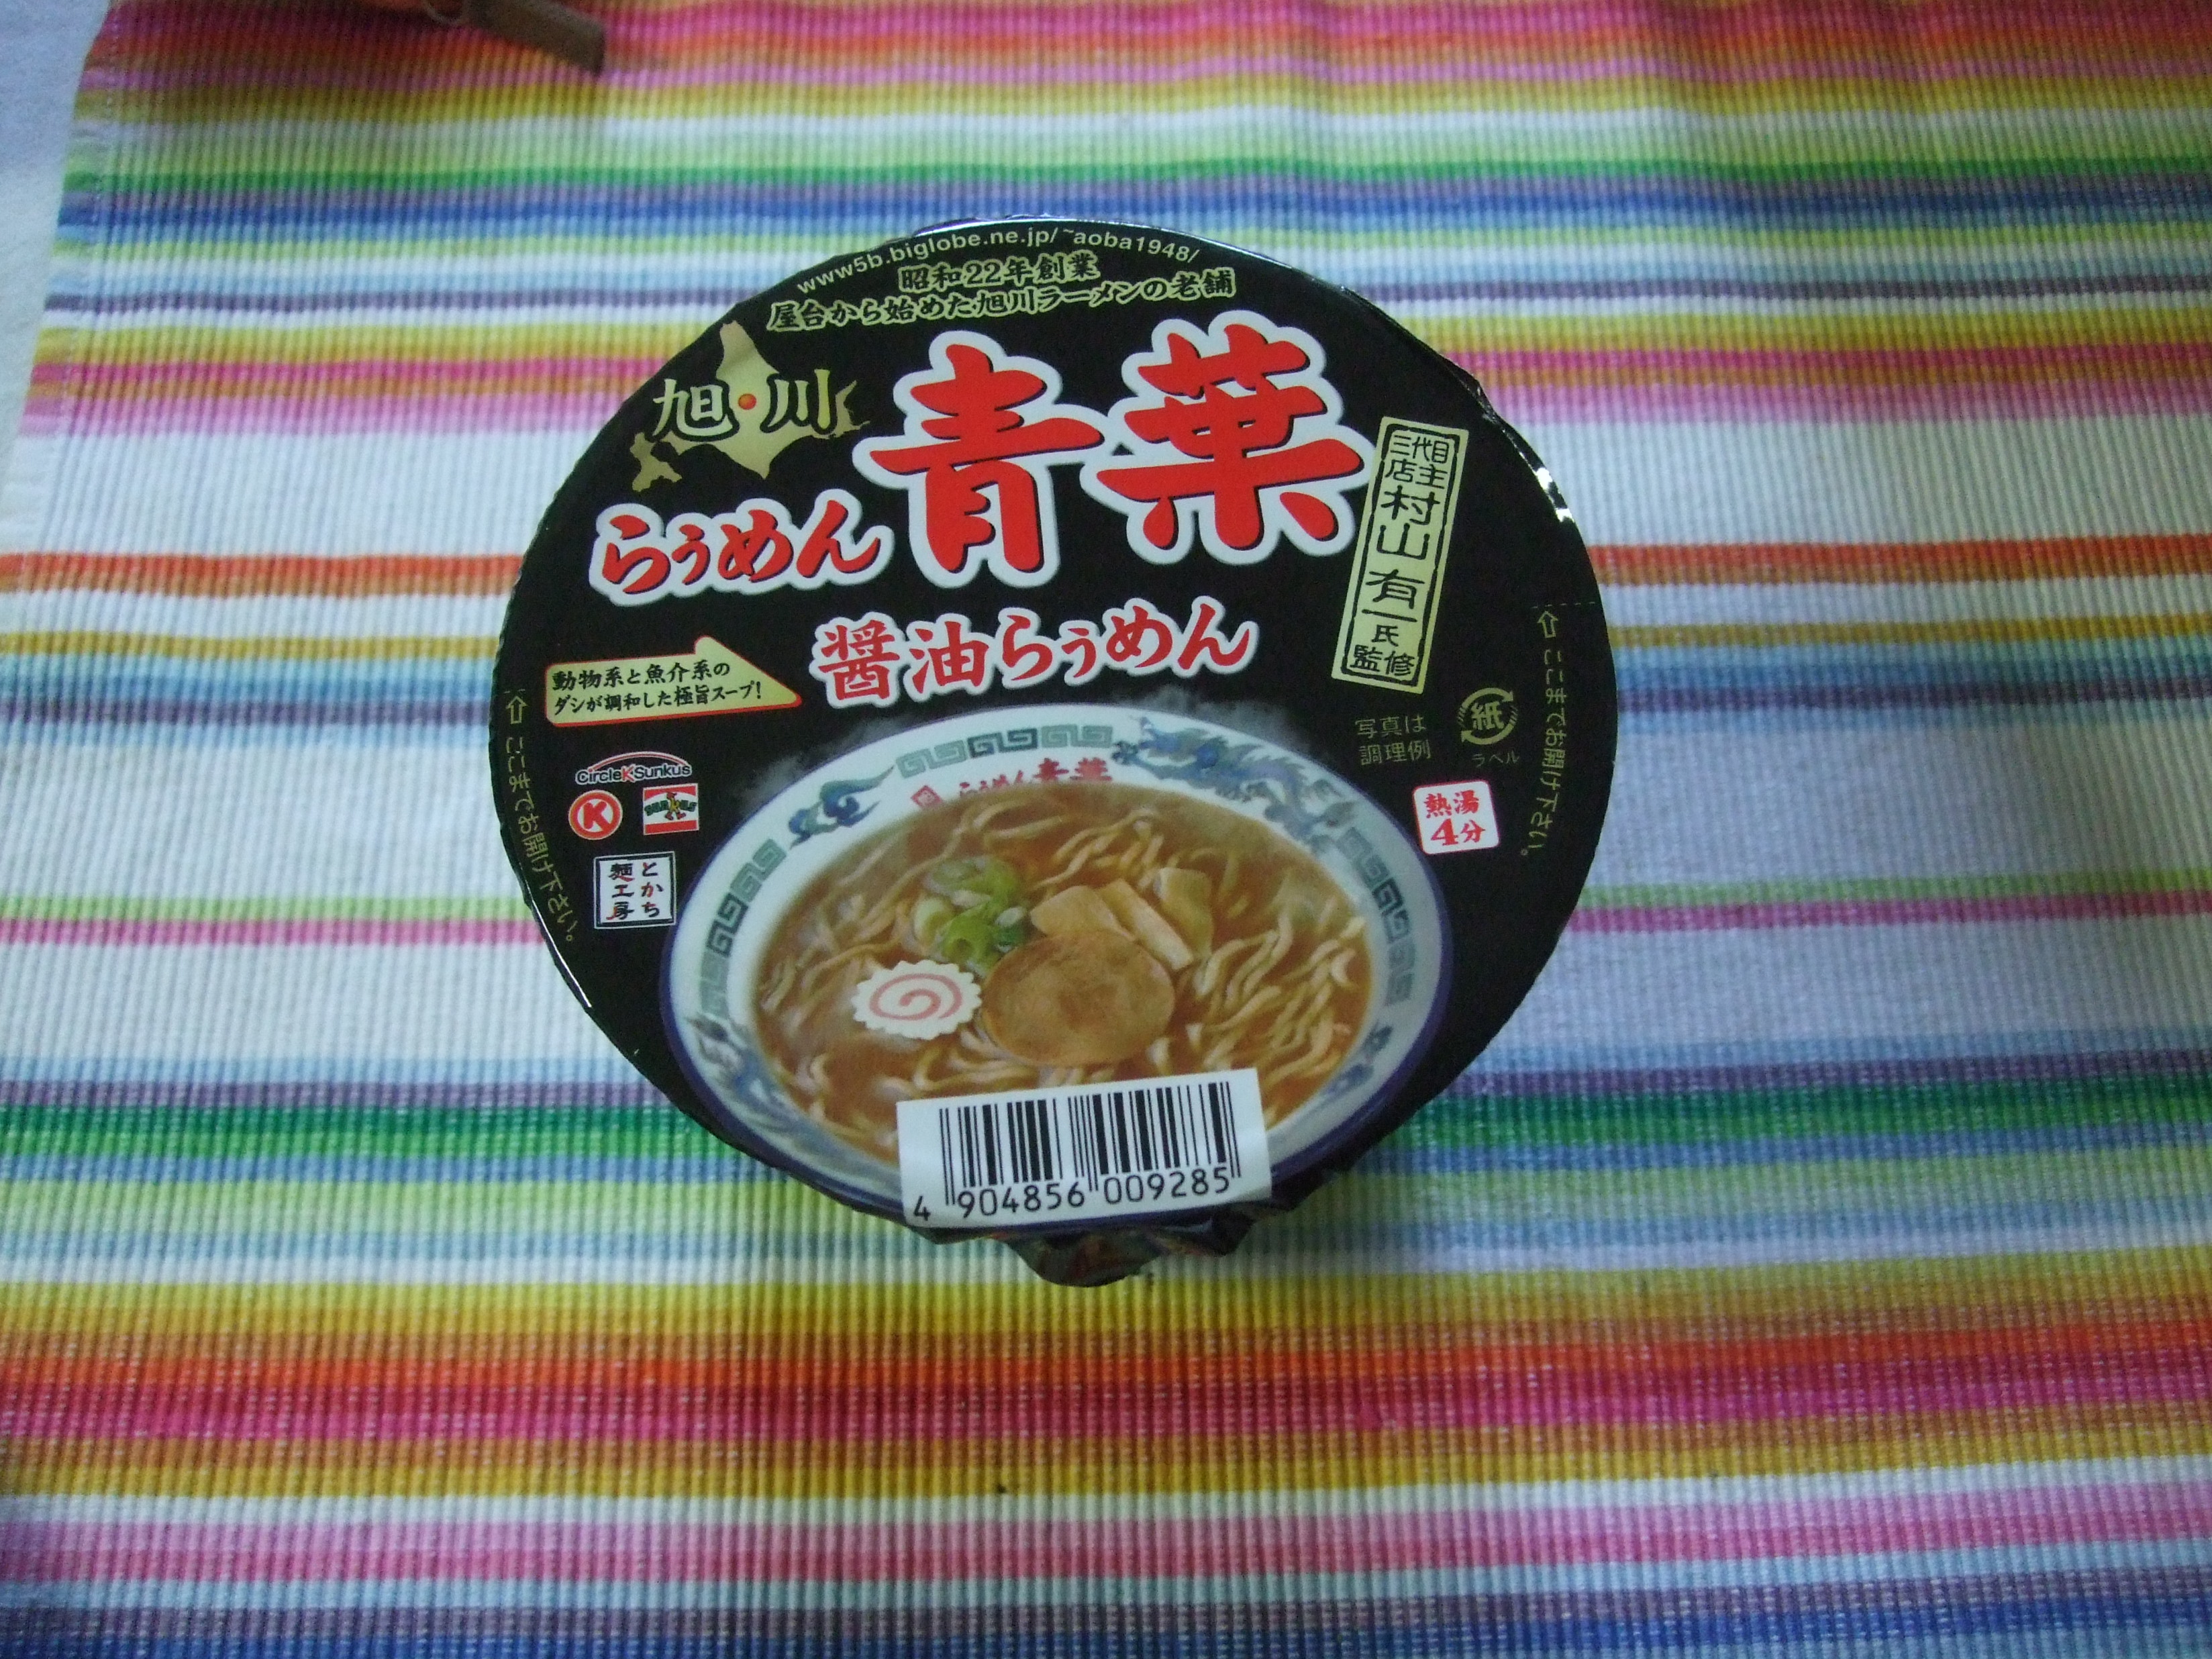 www5b.biglobe.ne.jp/~aoba1948/
昭和22年創業
屋台から始めた旭川ラーメンの老舗
旭川
らぅめん 青葉
三代目
店主
村山有一氏
監修
醤油らぅめん
動物系と魚介系の
ダシが調和した極旨スープ!
写真は
調理例
紙
ラベル
CircleKSunkus
K
とかち
麺工房
らぅめん青葉
熱湯
4分
⇧ここまでお開け下さい。
⇧ここまでお開け下さい。
4 904856 009285